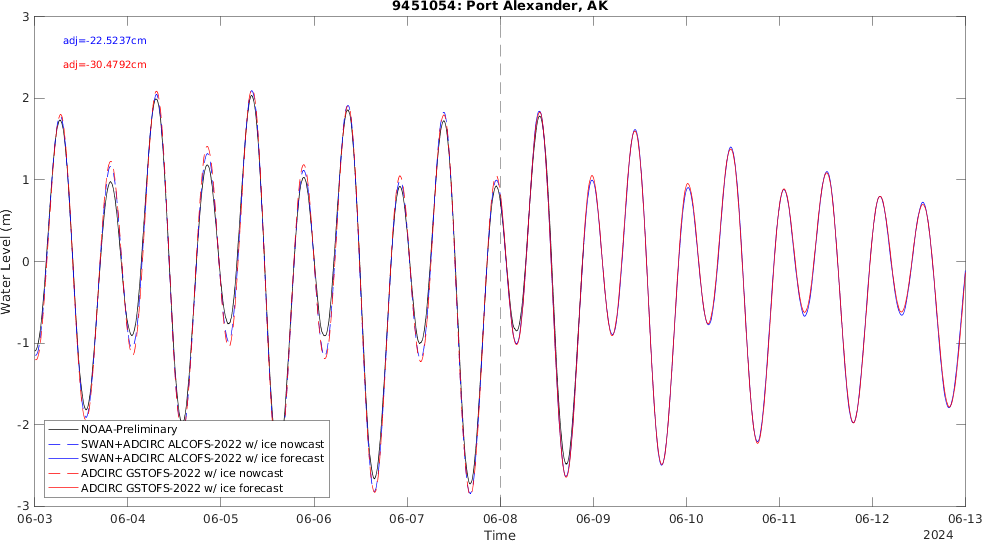 9451054: Port Alexander, AK
adj=-22.5237cm
adj=-30.4792cm
Water Level (m)
3
2
1
0
-1
-2
-3
NOAA-Preliminary
SWAN+ADCIRC ALCOFS-2022 w/ ice nowcast
SWAN+ADCIRC ALCOFS-2022 w/ ice forecast
ADCIRC GSTOFS-2022 w/ ice nowcast
ADCIRC GSTOFS-2022 w/ ice forecast
06-03 06-04 06-05 06-06 06-07 06-08 06-09 06-10 06-11 06-12 06-13
Time
2024